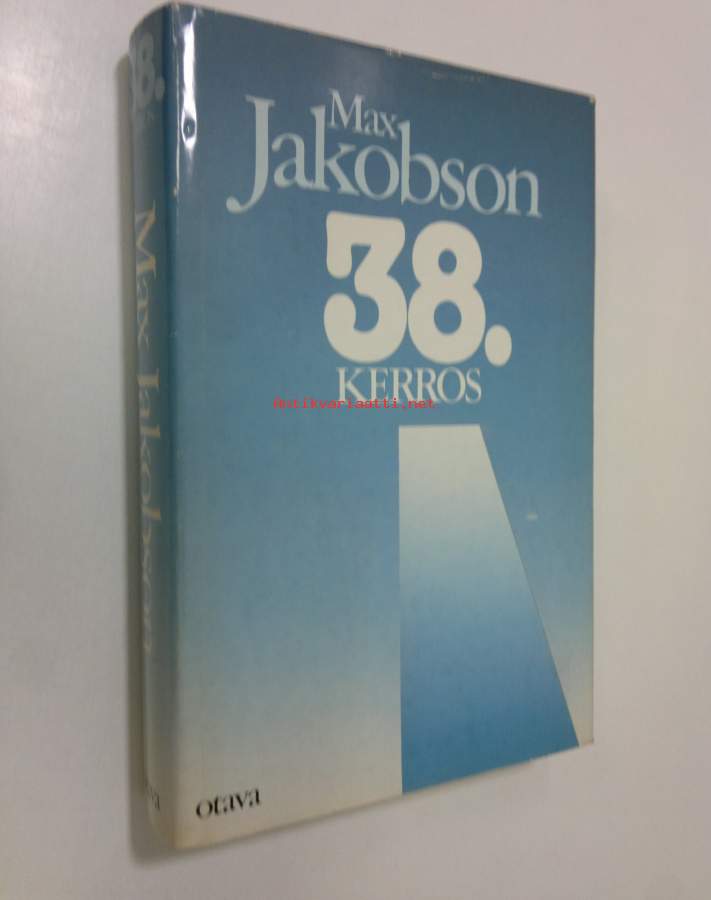 Max
Jakobson
38.
KERROS
Antikvariaatti.net
otava
38.
Max Jakobson